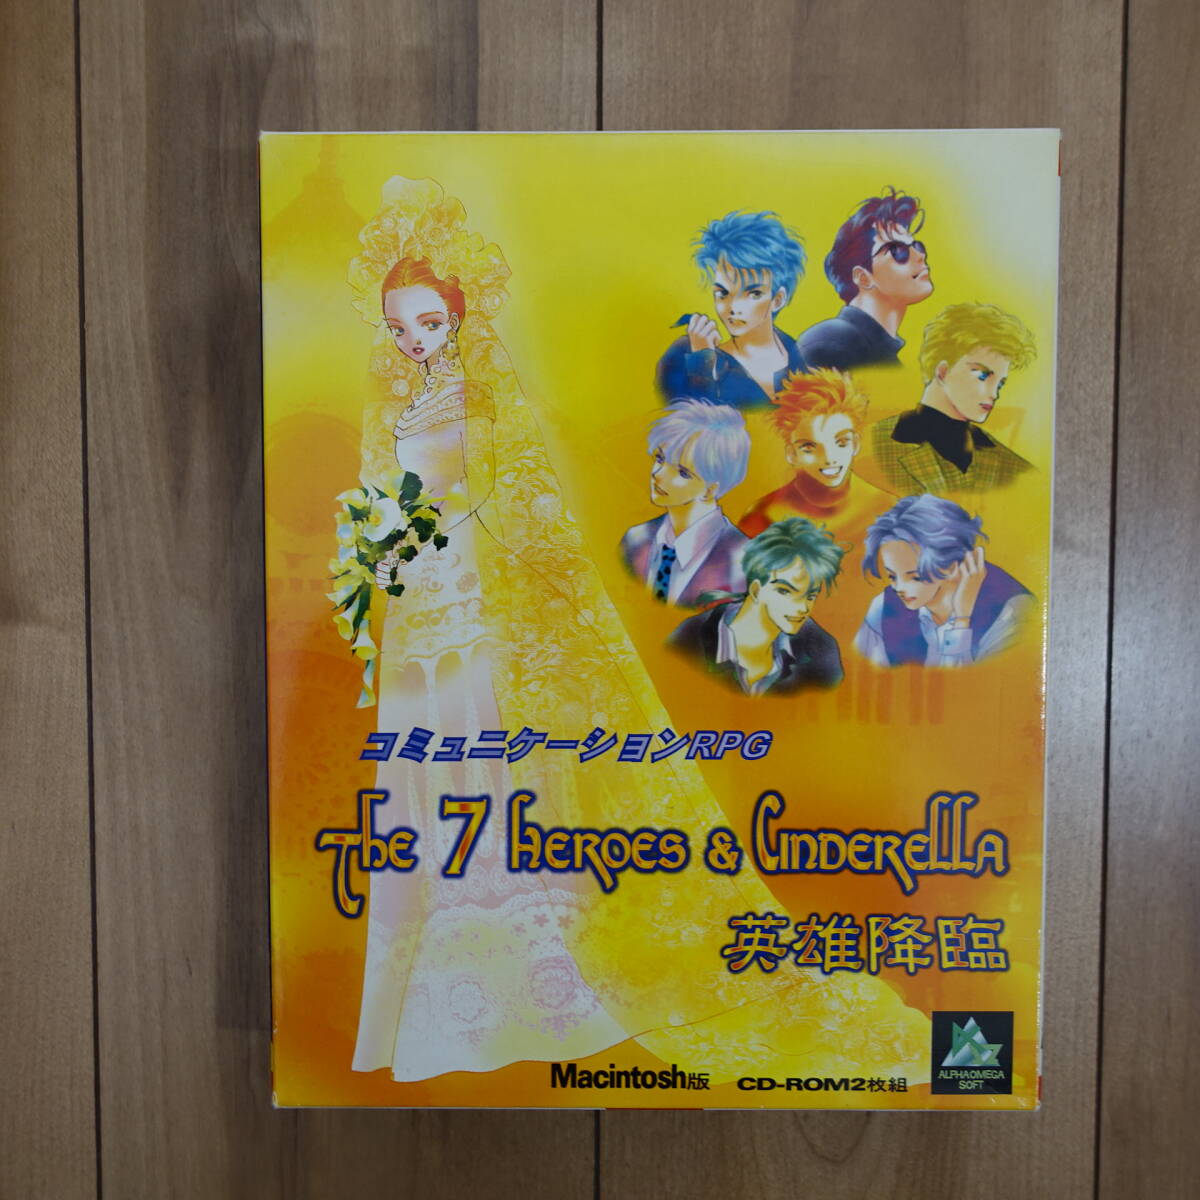 コミュニケーションRPG
The 7 heroes & Cinderella
英雄降臨
Macintosh版 CD-ROM2枚組
ALPHAOMEGA
SOFT